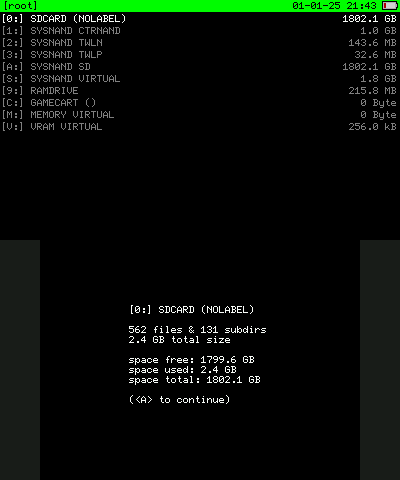 [root] 01-01-25 21:43
[0:] SDCARD (NOLABEL) 1802.1 GB
[1:] SYSNAND CTRNAND 1.0 GB
[2:] SYSNAND TWLN 143.6 MB
[3:] SYSNAND TWLP 32.6 MB
[A:] SYSNAND SD 1802.1 GB
[S:] SYSNAND VIRTUAL 1.8 GB
[9:] RAMDRIVE 215.8 MB
[C:] GAMECART () 0 Byte
[M:] MEMORY VIRTUAL 0 Byte
[V:] VRAM VIRTUAL 256.0 kB
[0:] SDCARD (NOLABEL)
562 files & 131 subdirs
2.4 GB total size
space free: 1799.6 GB
space used: 2.4 GB
space total: 1802.1 GB
(<A> to continue)